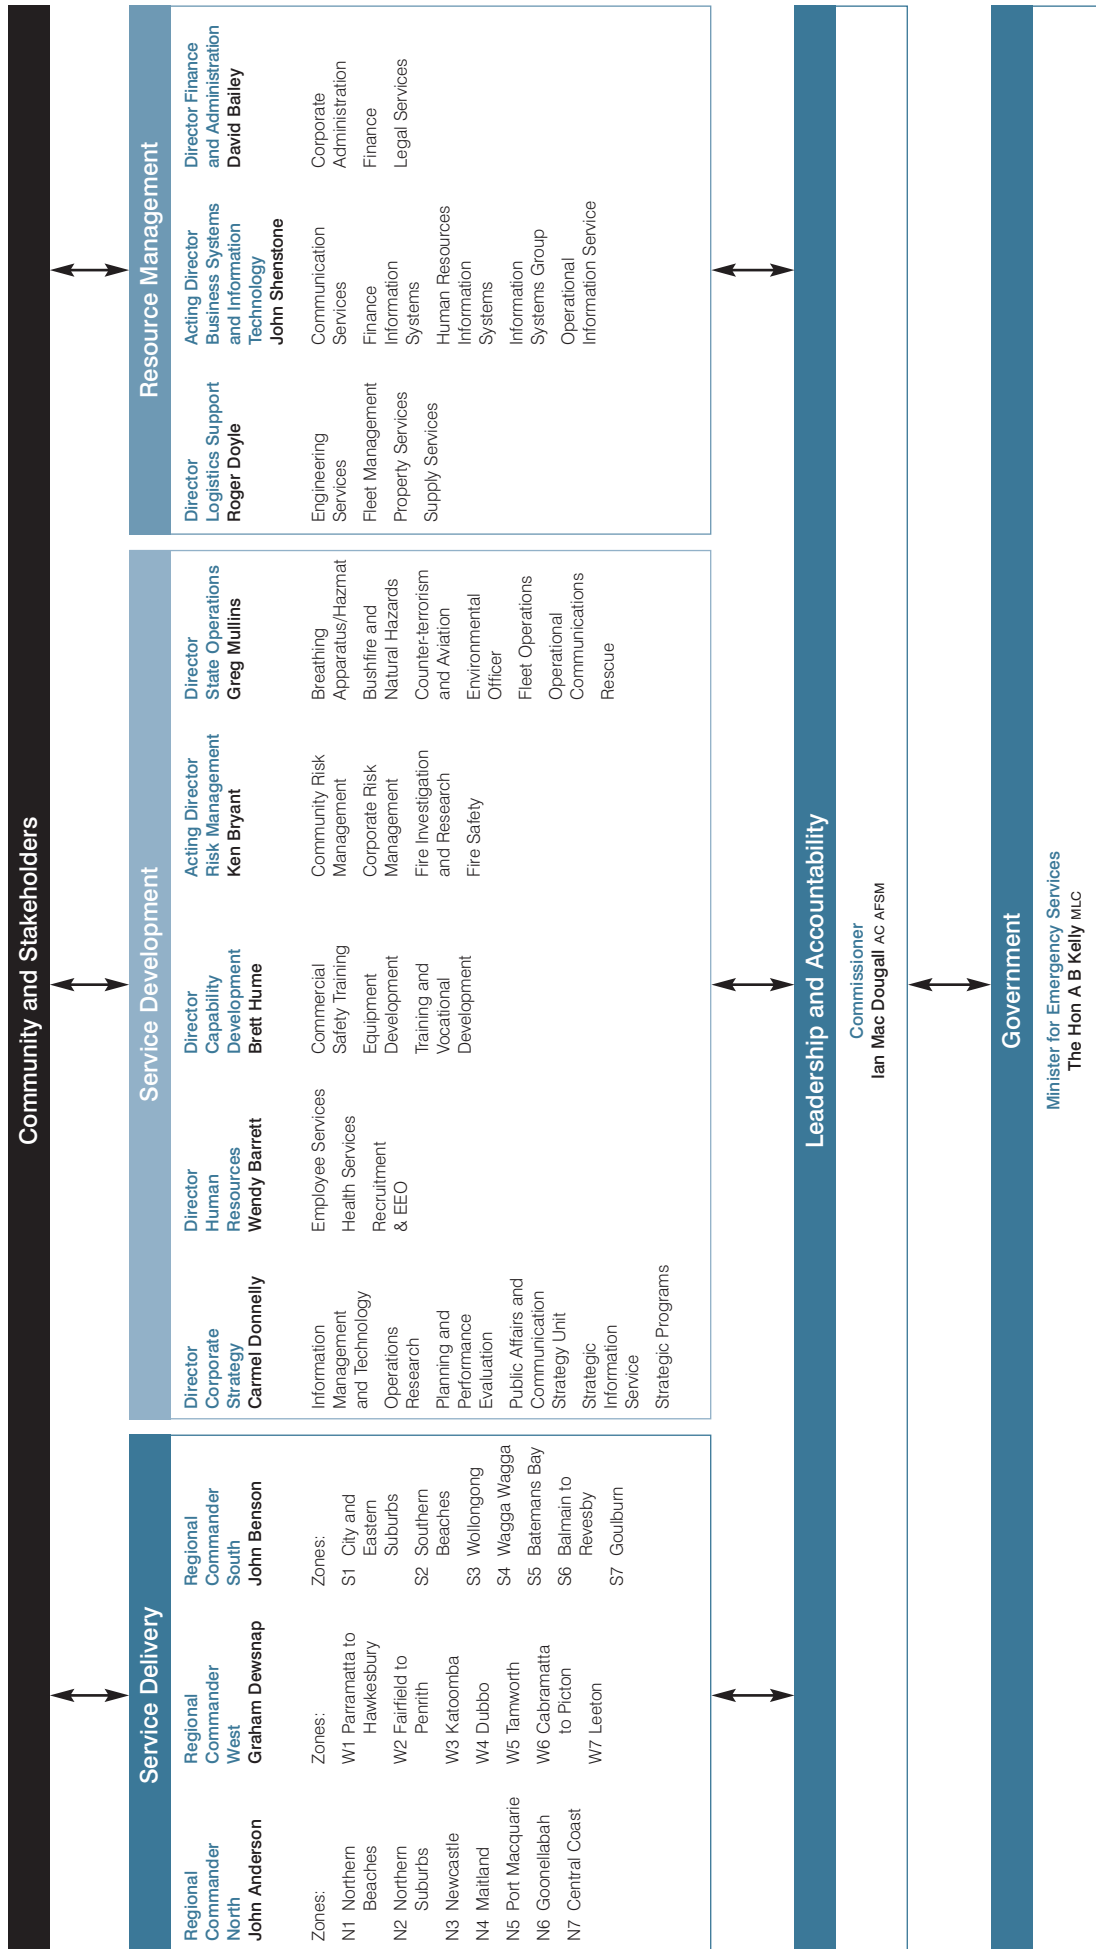 Community and Stakeholders
Service Delivery
Regional
Commander
North
John Anderson
Zones:
N1 Northern
Beaches
N2 Northern
Suburbs
N3 Newcastle
N4 Maitland
N5 Port Macquarie
N6 Goonellabah
N7 Central Coast
Regional
Commander
West
Graham Dewsnap
Zones:
W1 Parramatta to
Hawkesbury
W2 Fairfield to
Penrith
W3 Katoomba
W4 Dubbo
W5 Tamworth
W6 Cabramatta
to Picton
W7 Leeton
Regional
Commander
South
John Benson
Zones:
S1 City and
Eastern
Suburbs
S2 Southern
Beaches
S3 Wollongong
S4 Wagga Wagga
S5 Batemans Bay
S6 Balmain to
Revesby
S7 Goulburn
Service Development
Director
Corporate
Strategy
Carmel Donnelly
Information
Management
and Technology
Operations
Research
Planning and
Performance
Evaluation
Public Affairs and
Communication
Strategy Unit
Strategic
Information
Service
Strategic Programs
Director
Human
Resources
Wendy Barrett
Employee Services
Health Services
Recruitment
& EEO
Director
Capability
Development
Brett Hume
Commercial
Safety Training
Equipment
Development
Training and
Vocational
Development
Acting Director
Risk Management
Ken Bryant
Community Risk
Management
Corporate Risk
Management
Fire Investigation
and Research
Fire Safety
Director
State Operations
Greg Mullins
Breathing
Apparatus/Hazmat
Bushfire and
Natural Hazards
Counter-terrorism
and Aviation
Environmental
Officer
Fleet Operations
Operational
Communications
Rescue
Resource Management
Director
Logistics Support
Roger Doyle
Engineering
Services
Fleet Management
Property Services
Supply Services
Acting Director
Business Systems
and Information
Technology
John Shenstone
Communication
Services
Finance
Information
Systems
Human Resources
Information
Systems
Information
Systems Group
Operational
Information Service
Director Finance
and Administration
David Bailey
Corporate
Administration
Finance
Legal Services
Leadership and Accountability
Commissioner
Ian Mac Dougall AC AFSM
Government
Minister for Emergency Services
The Hon A B Kelly MLC